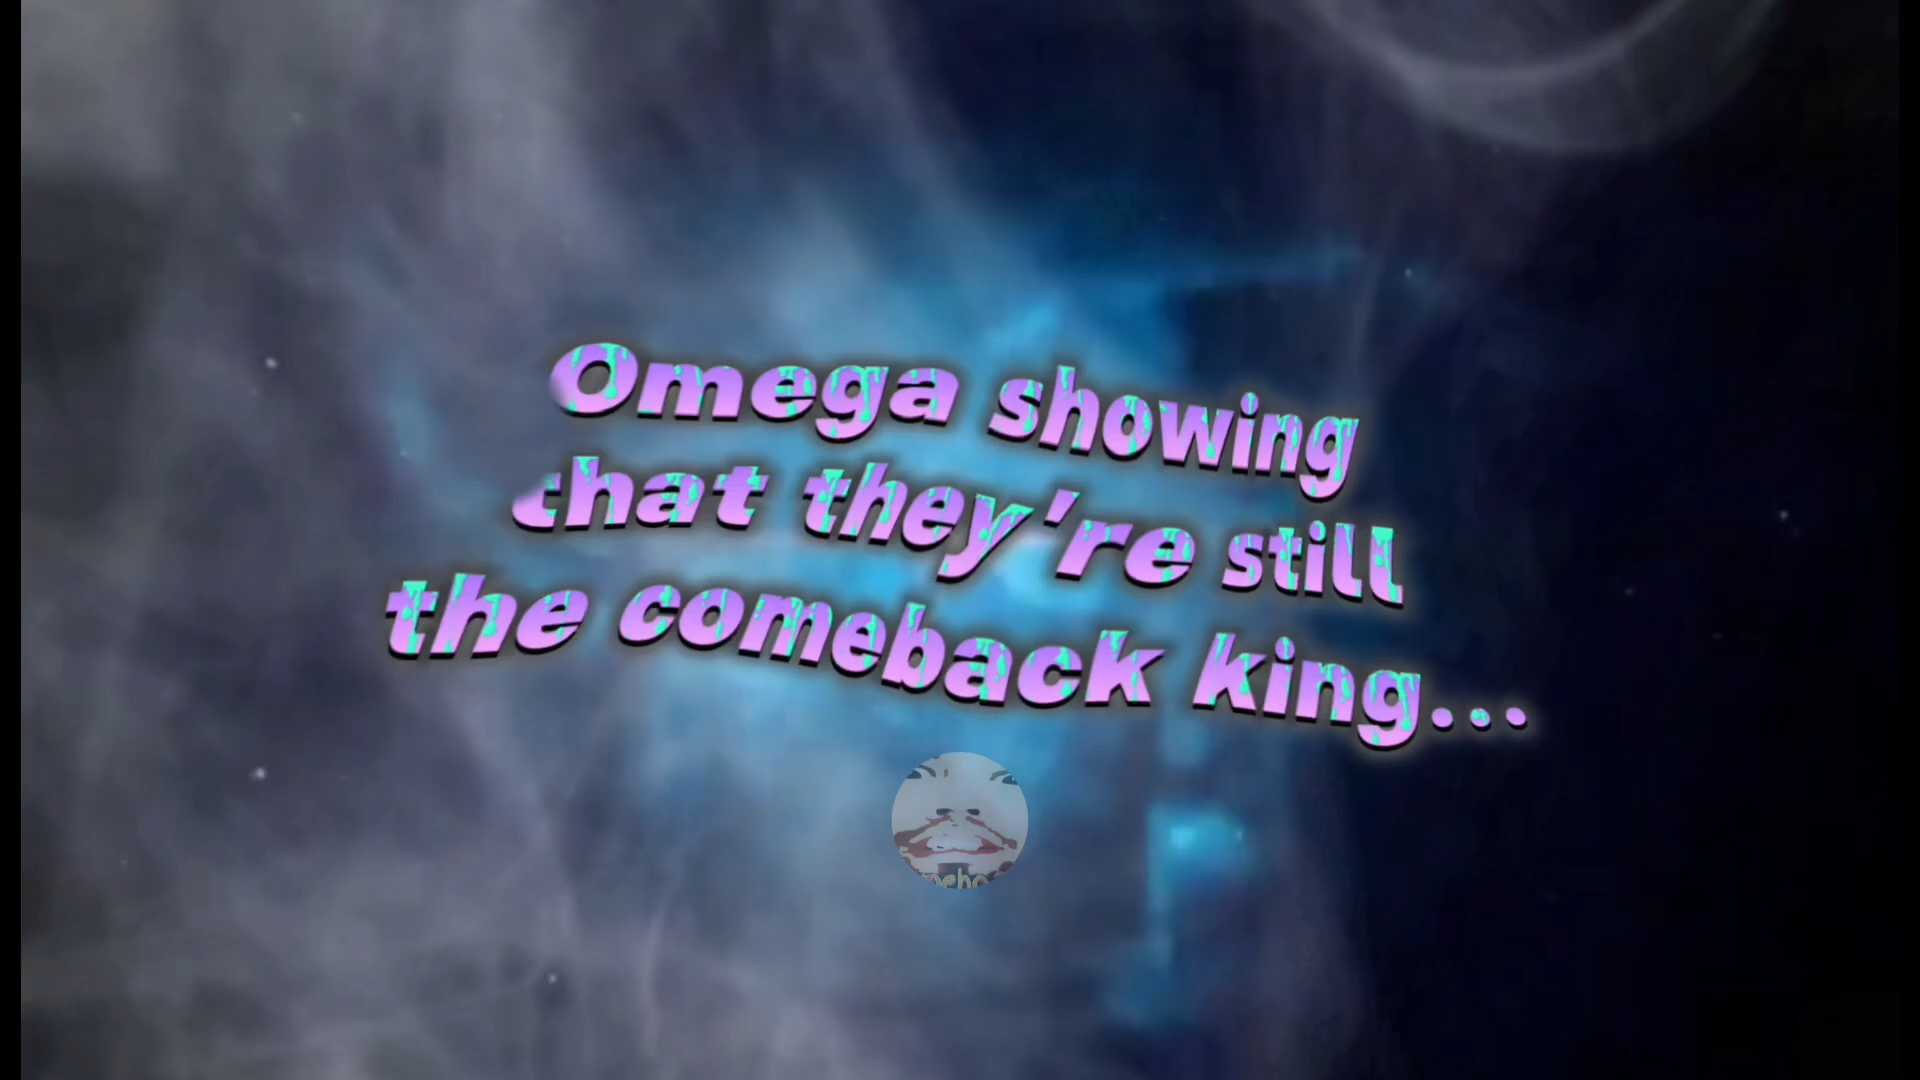 Omega showing
that they're still
the comeback king...